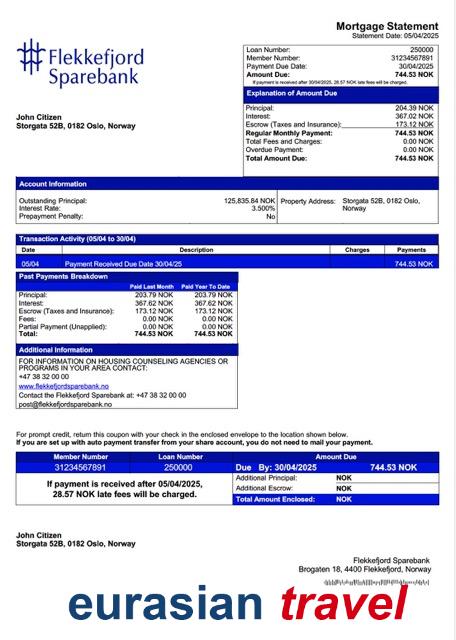 Mortgage Statement
Statement Date: 05/04/2025
Flekkefjord
Sparebank
Loan Number: 250000
Member Number: 31234567891
Payment Due Date: 30/04/2025
Amount Due: 744.53 NOK
If payment is received after 30/04/2025, 28.57 NOK late fees will be charged.
Explanation of Amount Due
Principal: 204.39 NOK
Interest: 367.02 NOK
Escrow (Taxes and Insurance): 173.12 NOK
Regular Monthly Payment: 744.53 NOK
Total Fees and Charges: 0.00 NOK
Overdue Payment: 0.00 NOK
Total Amount Due: 744.53 NOK
John Citizen
Storgata 52B, 0182 Oslo, Norway
Account Information
Outstanding Principal: 125,835.84 NOK
Interest Rate: 3.500%
Prepayment Penalty: No
Property Address: Storgata 52B, 0182 Oslo,
Norway
Transaction Activity (05/04 to 30/04)
Date Description Charges Payments
05/04 Payment Received Due Date 30/04/25 744.53 NOK
Past Payments Breakdown
Paid Last Month Paid Year To Date
Principal: 203.79 NOK 203.79 NOK
Interest: 367.62 NOK 367.62 NOK
Escrow (Taxes and Insurance): 173.12 NOK 173.12 NOK
Fees: 0.00 NOK 0.00 NOK
Partial Payment (Unapplied): 0.00 NOK 0.00 NOK
Total: 744.53 NOK 744.53 NOK
Additional Information
FOR INFORMATION ON HOUSING COUNSELING AGENCIES OR
PROGRAMS IN YOUR AREA CONTACT:
+47 38 32 00 00
www.flekkefjordsparebank.no
Contact the Flekkefjord Sparebank at: +47 38 32 00 00
post@flekkefjordsparebank.no
For prompt credit, return this coupon with your check in the enclosed envelope to the location shown below.
If you are set up with auto payment transfer from your share account, you do not need to mail your payment.
Member Number Loan Number Amount Due
31234567891 250000 Due By: 30/04/2025 744.53 NOK
If payment is received after 05/04/2025,
28.57 NOK late fees will be charged.
Additional Principal: NOK
Additional Escrow: NOK
Total Amount Enclosed: NOK
John Citizen
Storgata 52B, 0182 Oslo, Norway
Flekkefjord Sparebank
Brogaten 18, 4400 Flekkefjord, Norway
eurasian travel